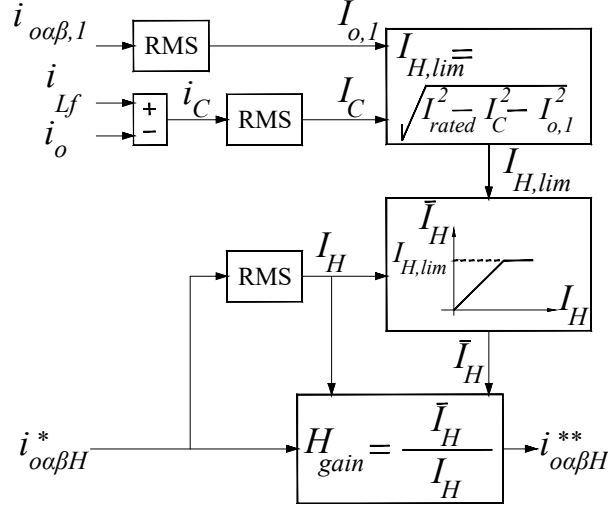 i_{oαβ,1}
RMS
I_{o,1}
I_{H,lim} =
√(I²_{rated} − I²_C − I²_{o,1})
i_{Lf}
+
−
i_o
i_C
RMS
I_C
I_{H,lim}
RMS
I_H
Ī_H
I_{H,lim}
I_H
Ī_H
i*_{oαβH}
H_{gain} = Ī_H / I_H
i**_{oαβH}